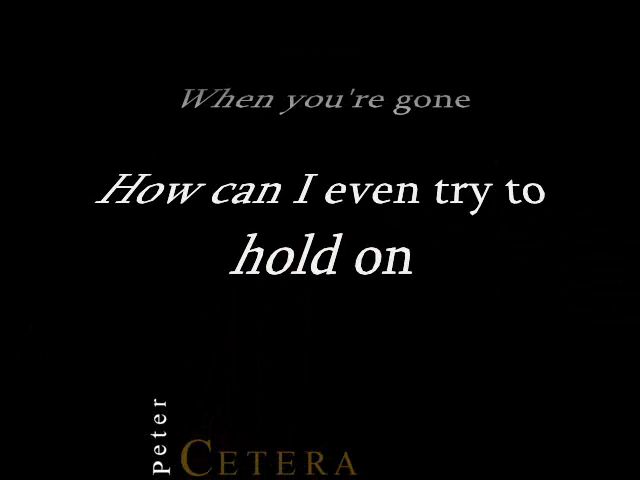 When you're gone
How can I even try to
hold on
Peter
CETERA